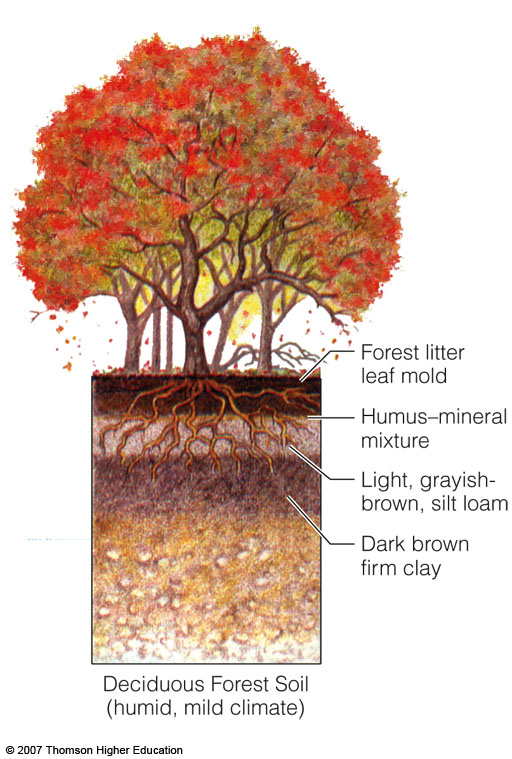 Forest litter
leaf mold
Humus–mineral
mixture
Light, grayish-
brown, silt loam
Dark brown
firm clay
Deciduous Forest Soil
(humid, mild climate)
© 2007 Thomson Higher Education